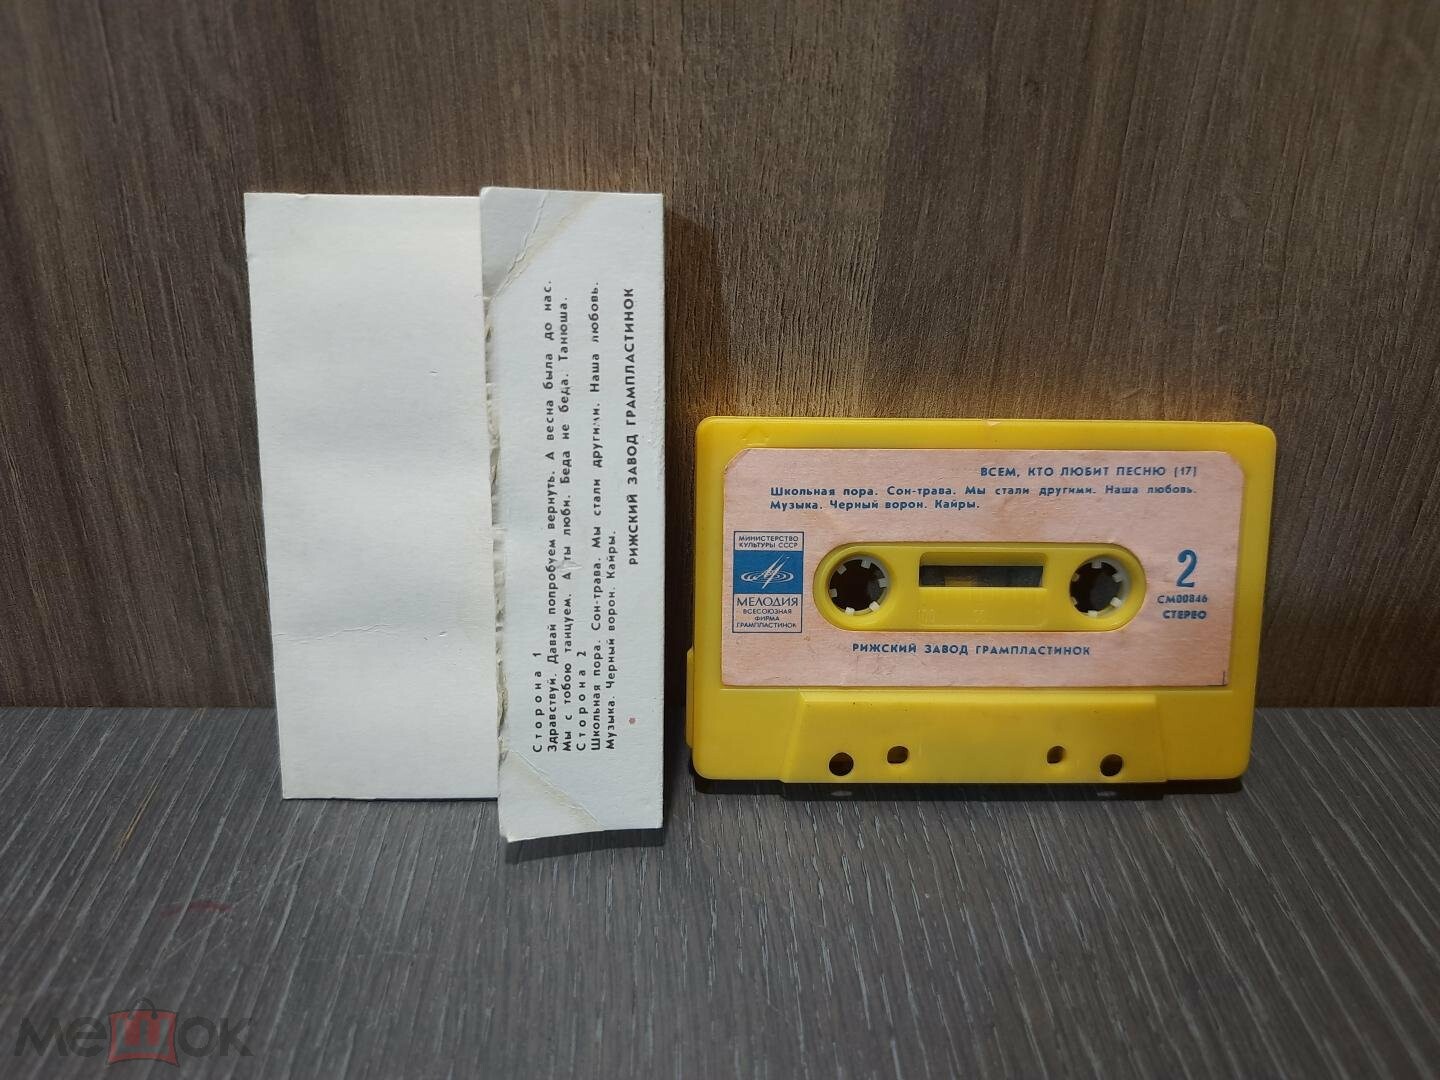 Сторона 1
Здравствуй. Давай попробуем вернуть. А весна была до нас.
Мы с тобою танцуем. А ты люби. Беда не беда. Танюша.
Сторона 2
Школьная пора. Сон-трава. Мы стали другими. Наша любовь.
Музыка. Черный ворон. Кайры.
РИЖСКИЙ ЗАВОД ГРАМПЛАСТИНОК
ВСЕМ, КТО ЛЮБИТ ПЕСНЮ (17)
Школьная пора. Сон-трава. Мы стали другими. Наша любовь.
Музыка. Черный ворон. Кайры.
МИНИСТЕРСТВО
КУЛЬТУРЫ СССР
МЕЛОДИЯ
ВСЕСОЮЗНАЯ
ФИРМА
ГРАМПЛАСТИНОК
2
СМ00846
СТЕРЕО
РИЖСКИЙ ЗАВОД ГРАМПЛАСТИНОК
мешок